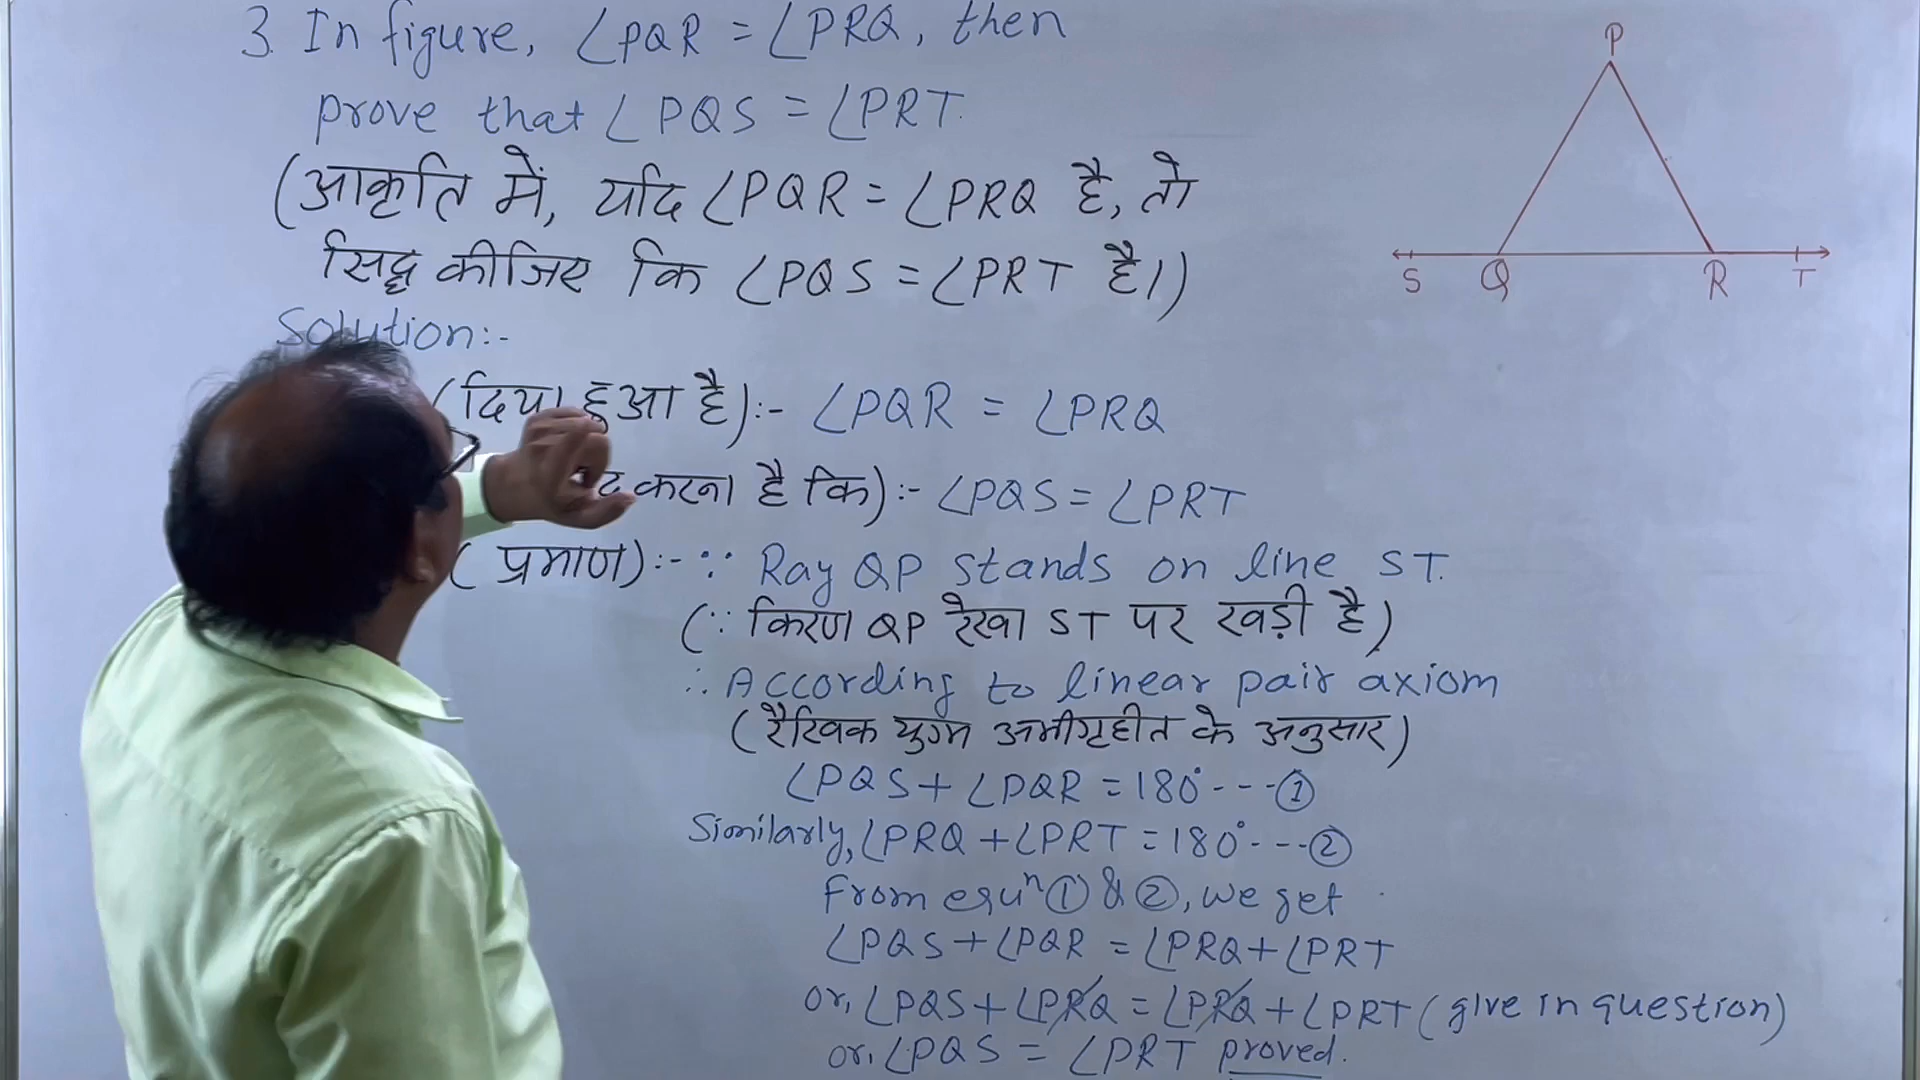 3. In figure, ∠PQR = ∠PRQ, then
prove that ∠PQS = ∠PRT.
(आकृति में, यदि ∠PQR = ∠PRQ है, तो
सिद्ध कीजिए कि ∠PQS = ∠PRT है।)
Solution:-
(दिया हुआ है):- ∠PQR = ∠PRQ
करना है कि):- ∠PQS = ∠PRT
(प्रमाण):- ∵ Ray QP stands on line ST.
(∵ किरण QP रेखा ST पर खड़ी है)
∴ According to linear pair axiom
(रैखिक युग्म अभीगृहीत के अनुसार)
∠PQS + ∠PQR = 180° --- ①
Similarly, ∠PRQ + ∠PRT = 180° --- ②
From equⁿ ① & ②, we get
∠PQS + ∠PQR = ∠PRQ + ∠PRT
or, ∠PQS + ∠PRQ = ∠PRQ + ∠PRT (give in question)
or, ∠PQS = ∠PRT proved.
P
S Q R T